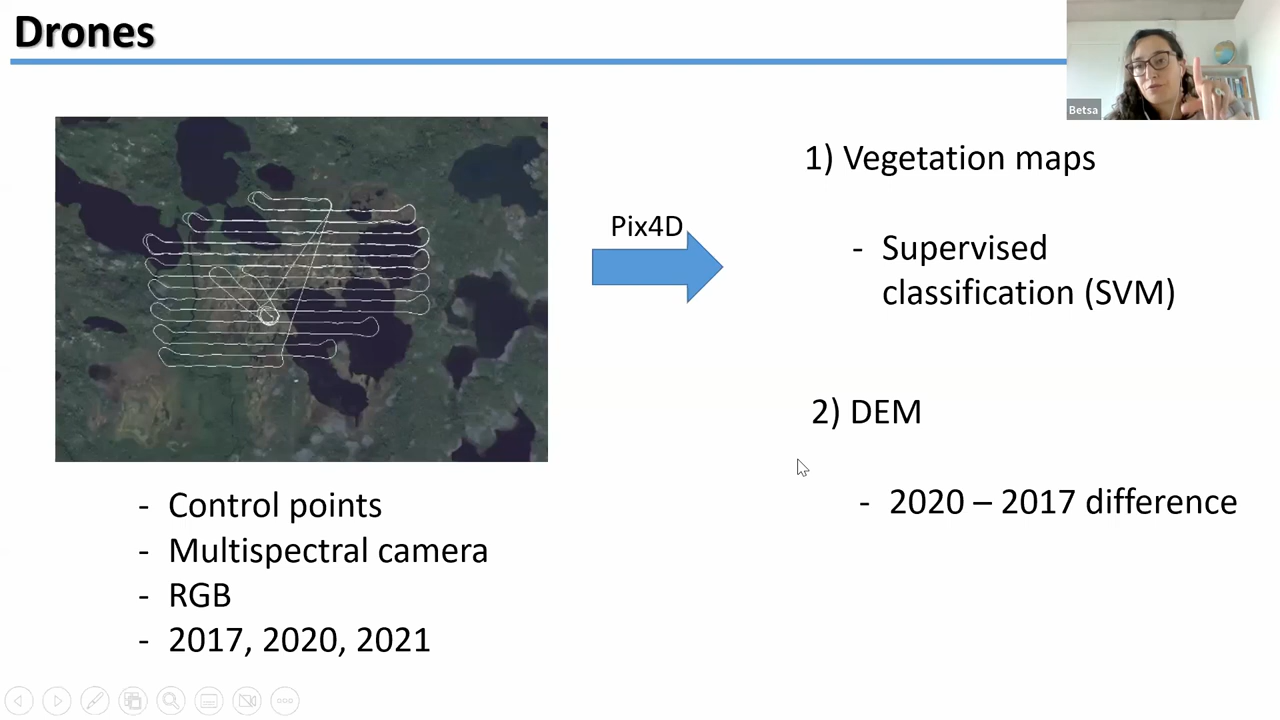 Drones
Betsa
1) Vegetation maps
Pix4D
- Supervised
classification (SVM)
2) DEM
- 2020 – 2017 difference
- Control points
- Multispectral camera
- RGB
- 2017, 2020, 2021